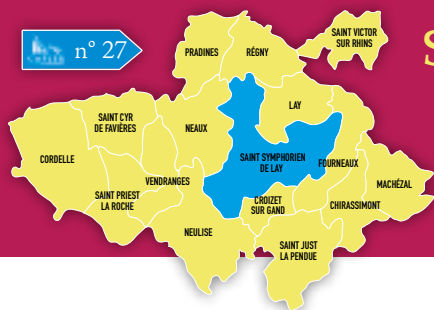 n° 27
S
SAINT VICTOR
SUR RHINS
PRADINES
RÉGNY
LAY
SAINT CYR
DE FAVIÈRES
NEAUX
CORDELLE
SAINT SYMPHORIEN
DE LAY
FOURNEAUX
VENDRANGES
MACHÉZAL
SAINT PRIEST
LA ROCHE
CROIZET
SUR GAND
CHIRASSIMONT
NEULISE
SAINT JUST
LA PENDUE